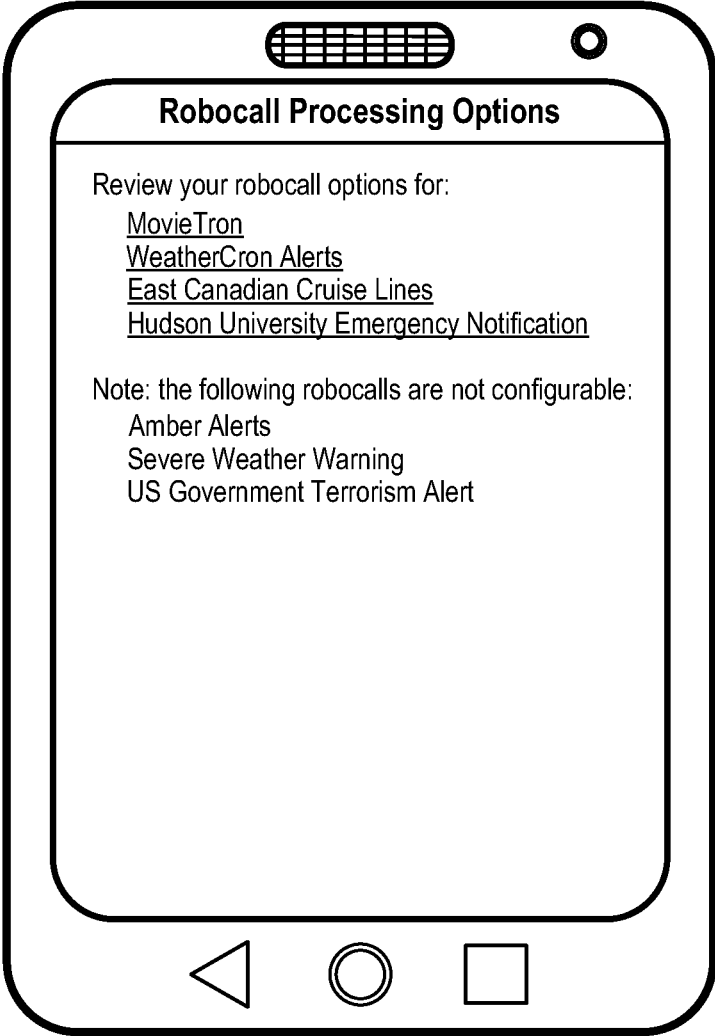 Robocall Processing Options
Review your robocall options for:
MovieTron
WeatherCron Alerts
East Canadian Cruise Lines
Hudson University Emergency Notification
Note: the following robocalls are not configurable:
Amber Alerts
Severe Weather Warning
US Government Terrorism Alert